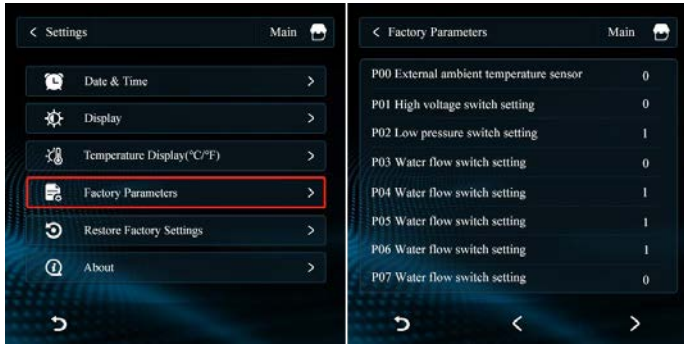 Settings
Main
Date & Time
Display
Temperature Display(°C/°F)
Factory Parameters
Restore Factory Settings
About
Factory Parameters
Main
P00 External ambient temperature sensor 0
P01 High voltage switch setting 0
P02 Low pressure switch setting 1
P03 Water flow switch setting 0
P04 Water flow switch setting 1
P05 Water flow switch setting 1
P06 Water flow switch setting 1
P07 Water flow switch setting 0